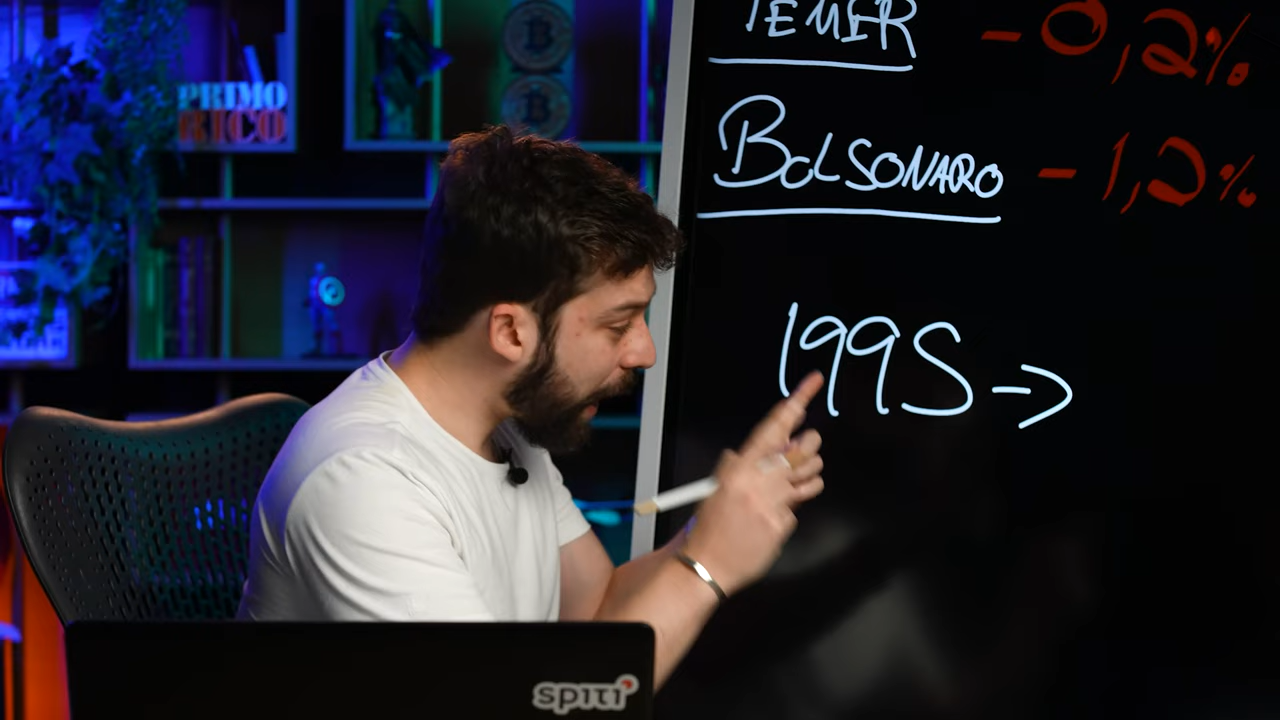 TEMER -0,2%
BOLSONARO -1,2%
1995 →
PRIMO
RICO
spiti